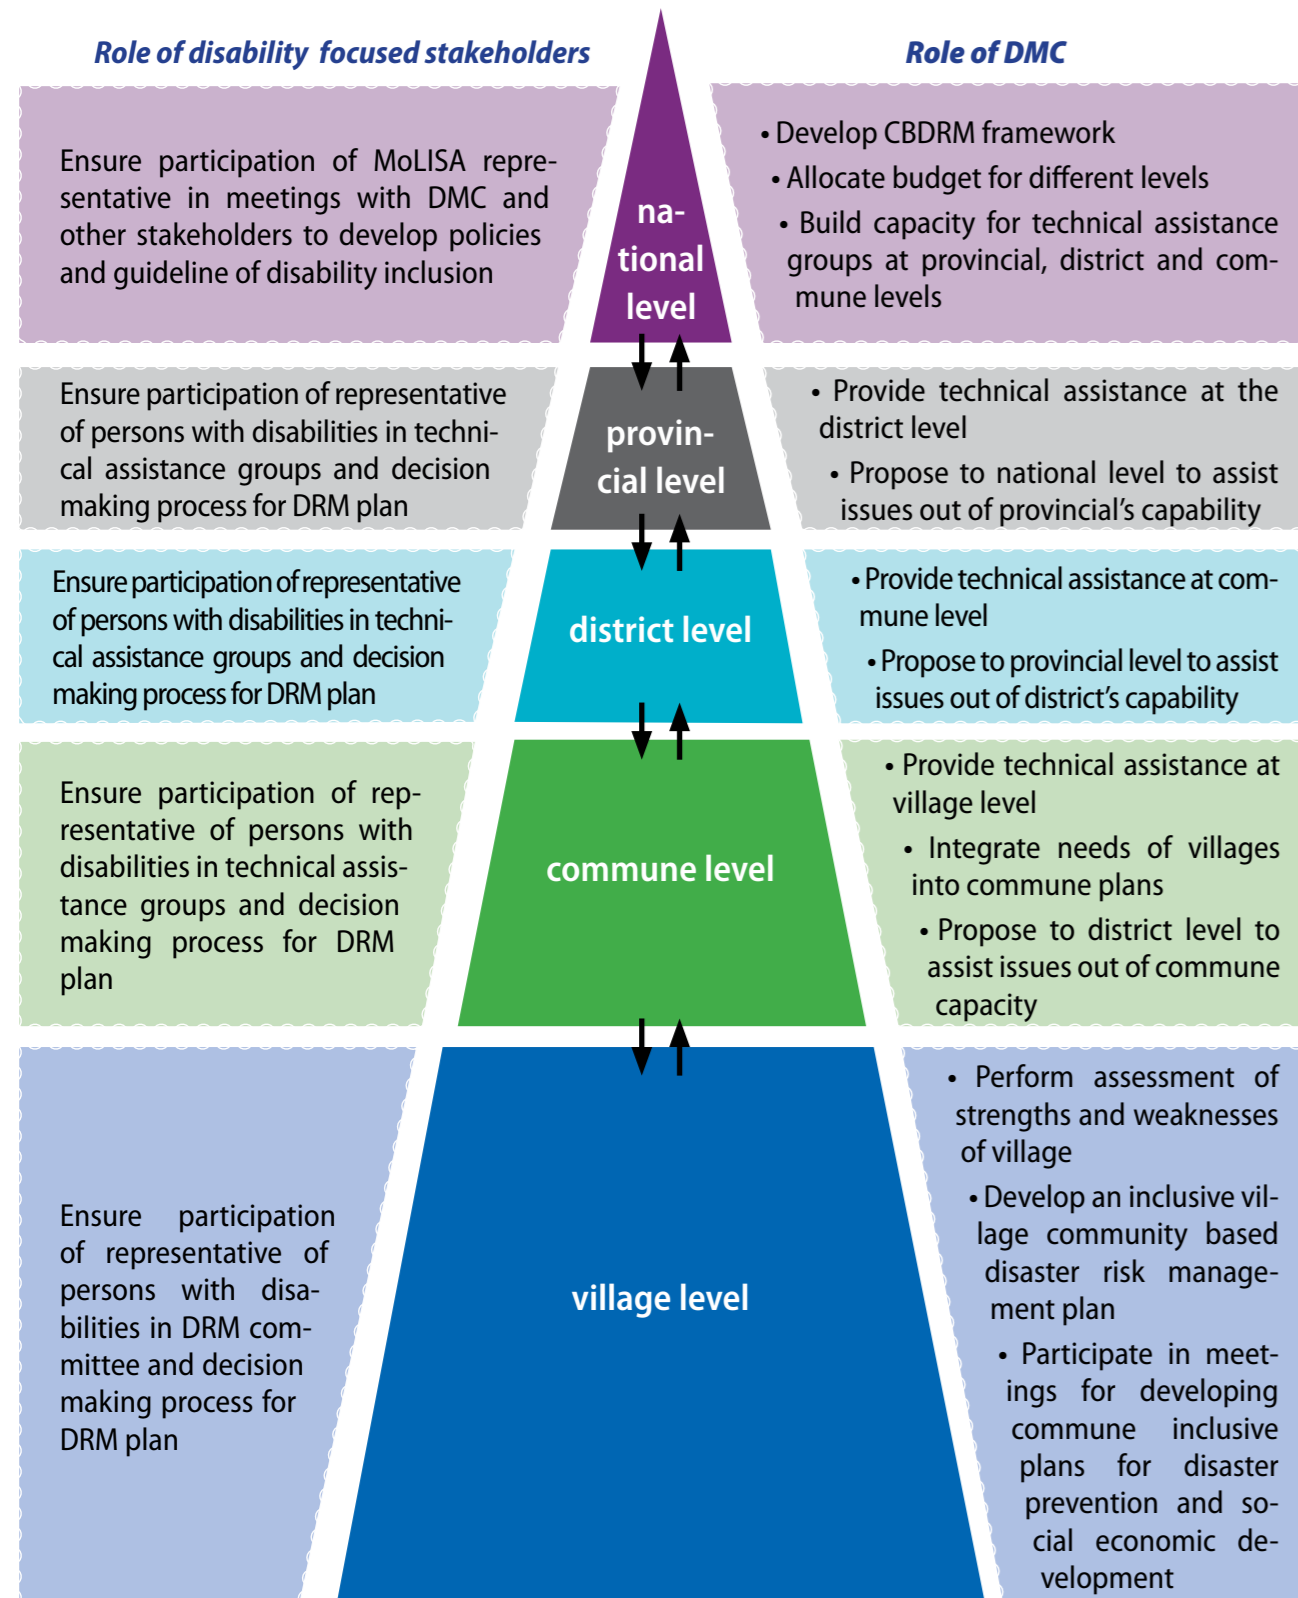 Role of disability focused stakeholders
Role of DMC
Ensure participation of MoLISA repre-
sentative in meetings with DMC and
other stakeholders to develop policies
and guideline of disability inclusion
na-
tional
level
• Develop CBDRM framework
• Allocate budget for different levels
• Build capacity for technical assistance
groups at provincial, district and com-
mune levels
Ensure participation of representative
of persons with disabilities in techni-
cal assistance groups and decision
making process for DRM plan
provin-
cial level
• Provide technical assistance at the
district level
• Propose to national level to assist
issues out of provincial's capability
Ensure participation of representative
of persons with disabilities in techni-
cal assistance groups and decision
making process for DRM plan
district level
• Provide technical assistance at com-
mune level
• Propose to provincial level to assist
issues out of district's capability
Ensure participation of rep-
resentative of persons with
disabilities in technical assis-
tance groups and decision
making process for DRM
plan
commune level
• Provide technical assistance at
village level
• Integrate needs of villages
into commune plans
• Propose to district level to
assist issues out of commune
capacity
Ensure participation
of representative of
persons with disa-
bilities in DRM com-
mittee and decision
making process for
DRM plan
village level
• Perform assessment of
strengths and weaknesses
of village
• Develop an inclusive vil-
lage community based
disaster risk manage-
ment plan
• Participate in meet-
ings for developing
commune inclusive
plans for disaster
prevention and so-
cial economic de-
velopment